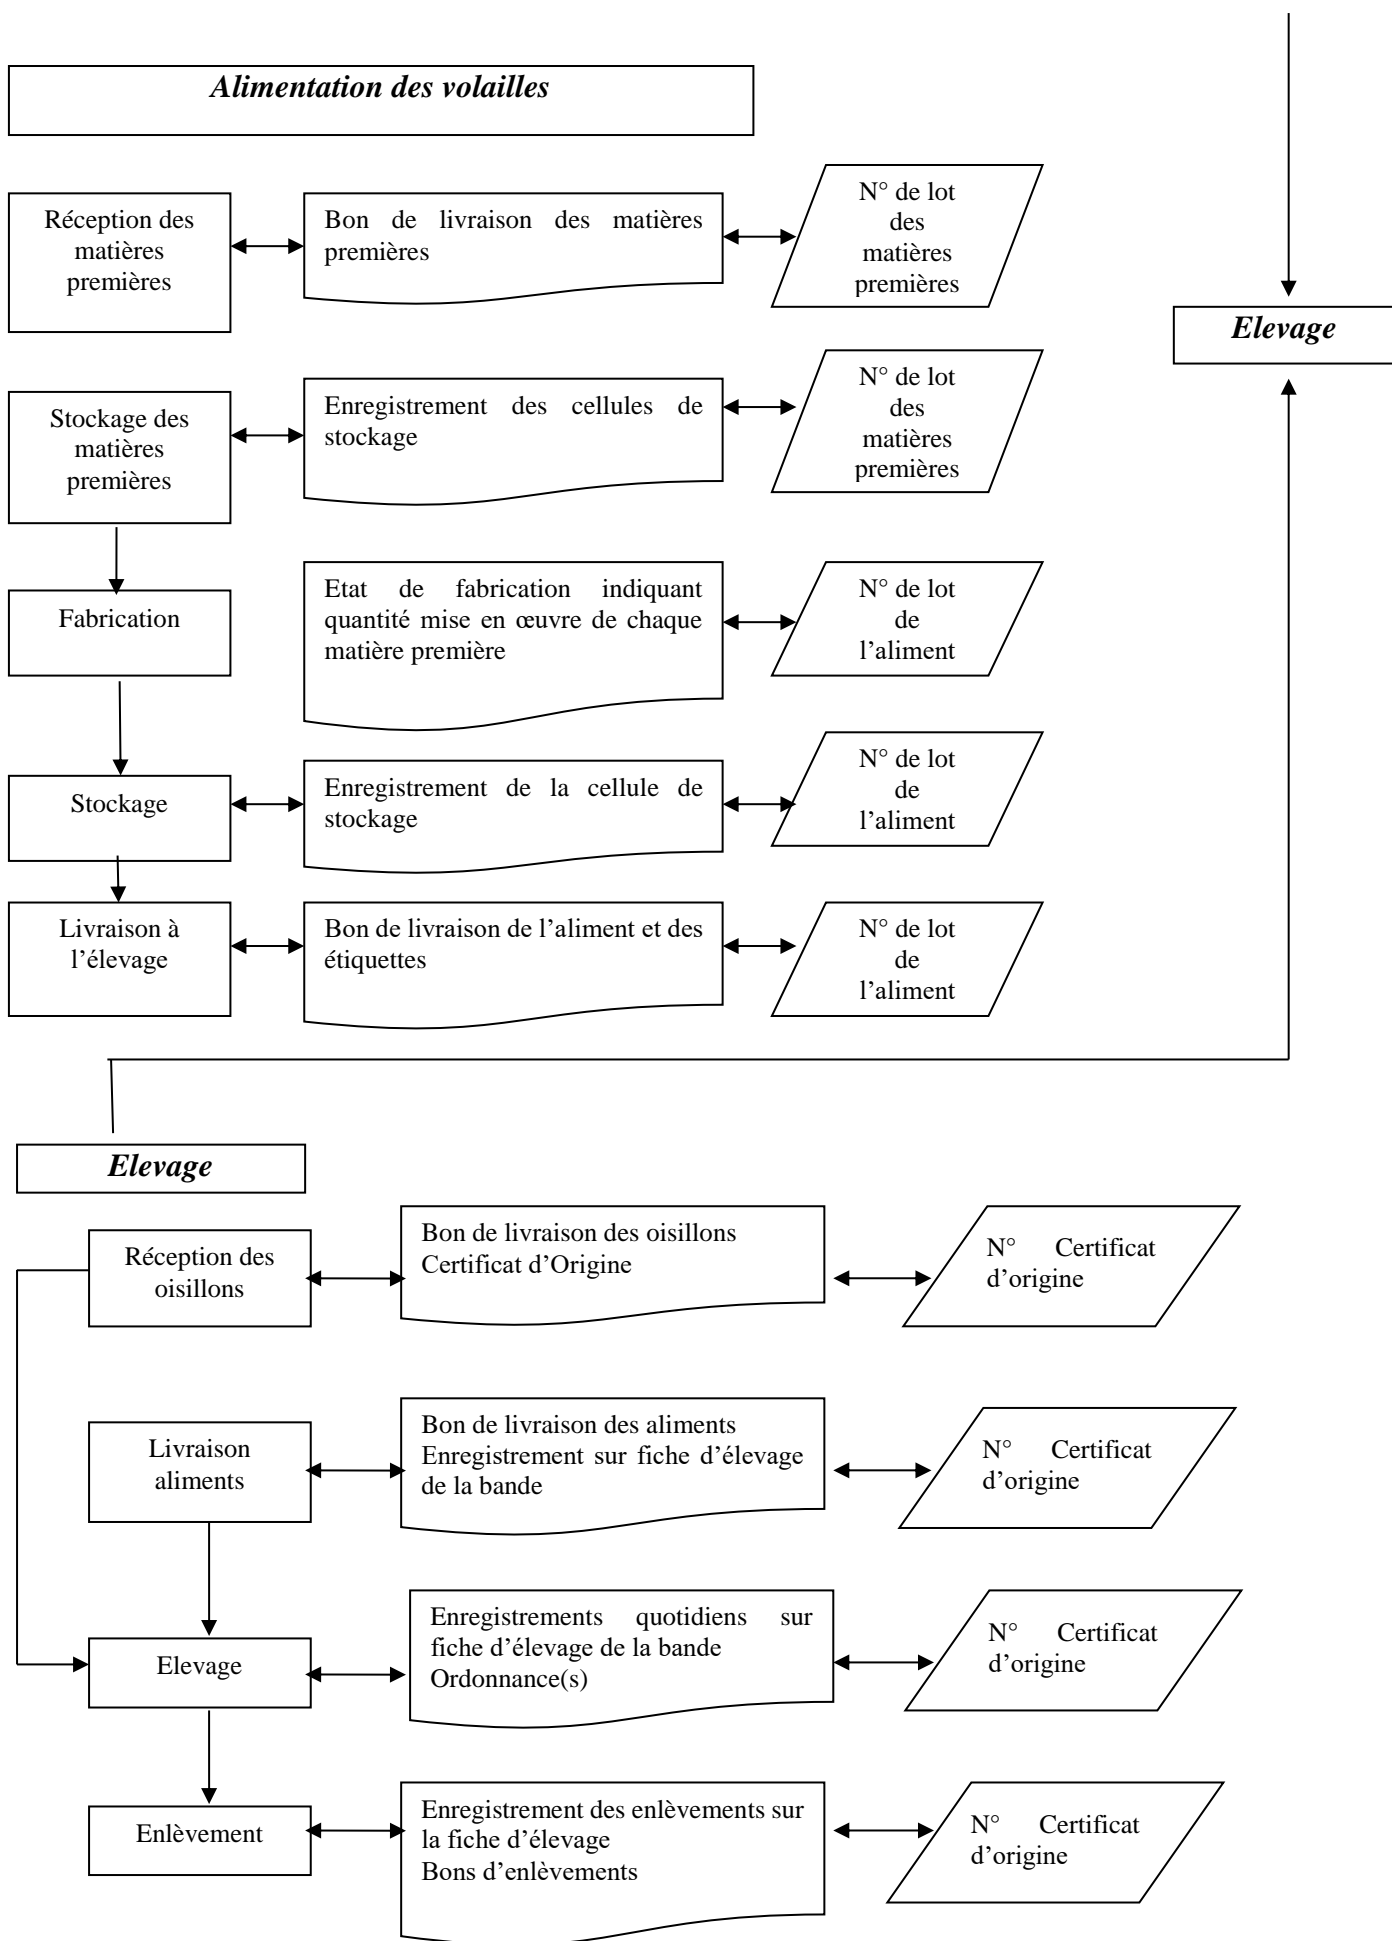 Alimentation des volailles
Réception des
matières
premières
Bon de livraison des matières
premières
N° de lot
des
matières
premières
Elevage
Stockage des
matières
premières
Enregistrement des cellules de
stockage
N° de lot
des
matières
premières
Fabrication
Etat de fabrication indiquant
quantité mise en œuvre de chaque
matière première
N° de lot
de
l’aliment
Stockage
Enregistrement de la cellule de
stockage
N° de lot
de
l’aliment
Livraison à
l’élevage
Bon de livraison de l’aliment et des
étiquettes
N° de lot
de
l’aliment
Elevage
Réception des
oisillons
Bon de livraison des oisillons
Certificat d’Origine
N° Certificat
d’origine
Livraison
aliments
Bon de livraison des aliments
Enregistrement sur fiche d’élevage
de la bande
N° Certificat
d’origine
Elevage
Enregistrements quotidiens sur
fiche d’élevage de la bande
Ordonnance(s)
N° Certificat
d’origine
Enlèvement
Enregistrement des enlèvements sur
la fiche d’élevage
Bons d’enlèvements
N° Certificat
d’origine